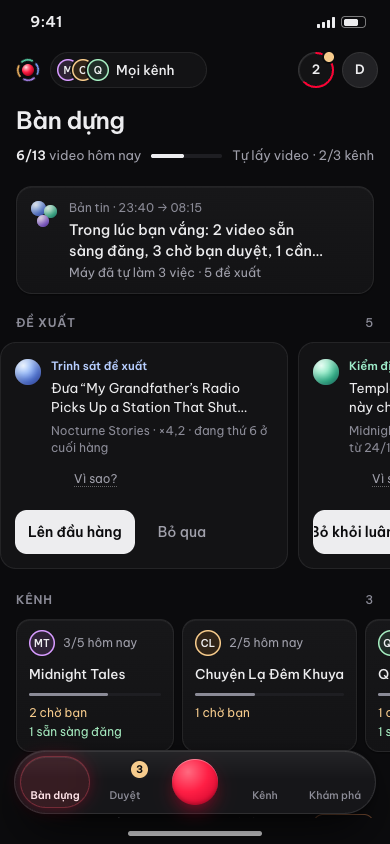 9:41
M C Q Mọi kênh
2
D
Bàn dựng
6/13 video hôm nay
Tự lấy video · 2/3 kênh
Bản tin · 23:40 → 08:15
Trong lúc bạn vắng: 2 video sẵn
sàng đăng, 3 chờ bạn duyệt, 1 cần...
Máy đã tự làm 3 việc · 5 đề xuất
ĐỀ XUẤT
5
Trinh sát đề xuất
Đưa “My Grandfather’s Radio
Picks Up a Station That Shut...
Nocturne Stories · ×4,2 · đang thứ 6 ở
cuối hàng
Vì sao?
Lên đầu hàng
Bỏ qua
Kiểm đị
Templ
này ch
Midnigh
từ 24/1
Vì s
Bỏ khỏi luân
KÊNH
3
MT 3/5 hôm nay
Midnight Tales
2 chờ bạn
1 sẵn sàng đăng
CL 2/5 hôm nay
Chuyện Lạ Đêm Khuya
1 chờ bạn
Q
Q
1 c
1 s
Bàn dựng
3
Duyệt
Kênh
Khám phá